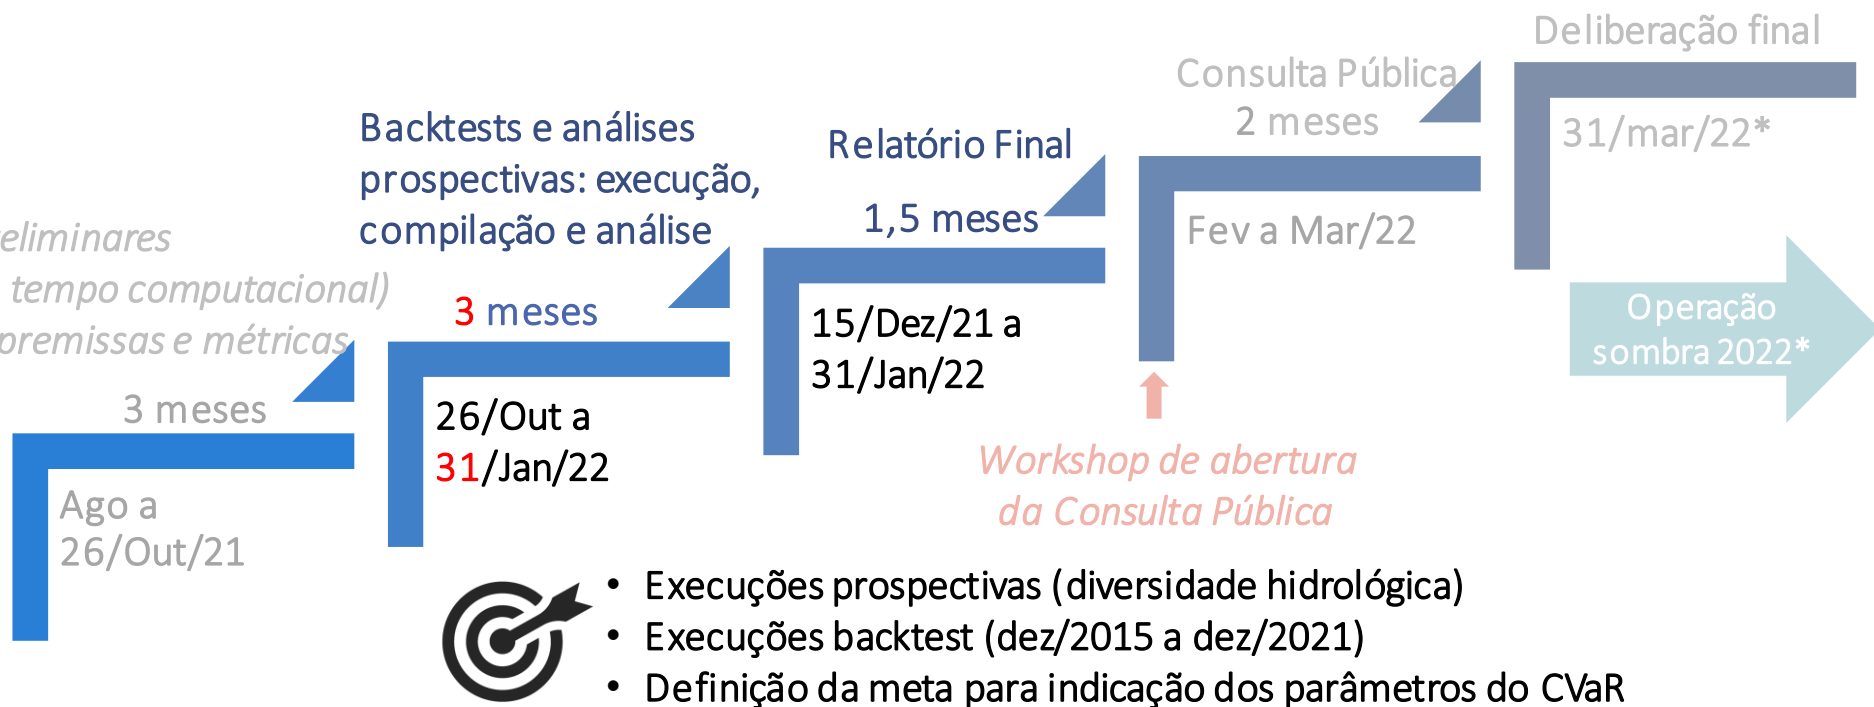 Deliberação final
31/mar/22*
Consulta Pública
2 meses
Fev a Mar/22
Relatório Final
1,5 meses
15/Dez/21 a
31/Jan/22
Backtests e análises
prospectivas: execução,
compilação e análise
3 meses
26/Out a
31/Jan/22
tempo computacional)
premissas e métricas
3 meses
Ago a
26/Out/21
Operação
sombra 2022*
Workshop de abertura
da Consulta Pública
• Execuções prospectivas (diversidade hidrológica)
• Execuções backtest (dez/2015 a dez/2021)
• Definição da meta para indicação dos parâmetros do CVaR